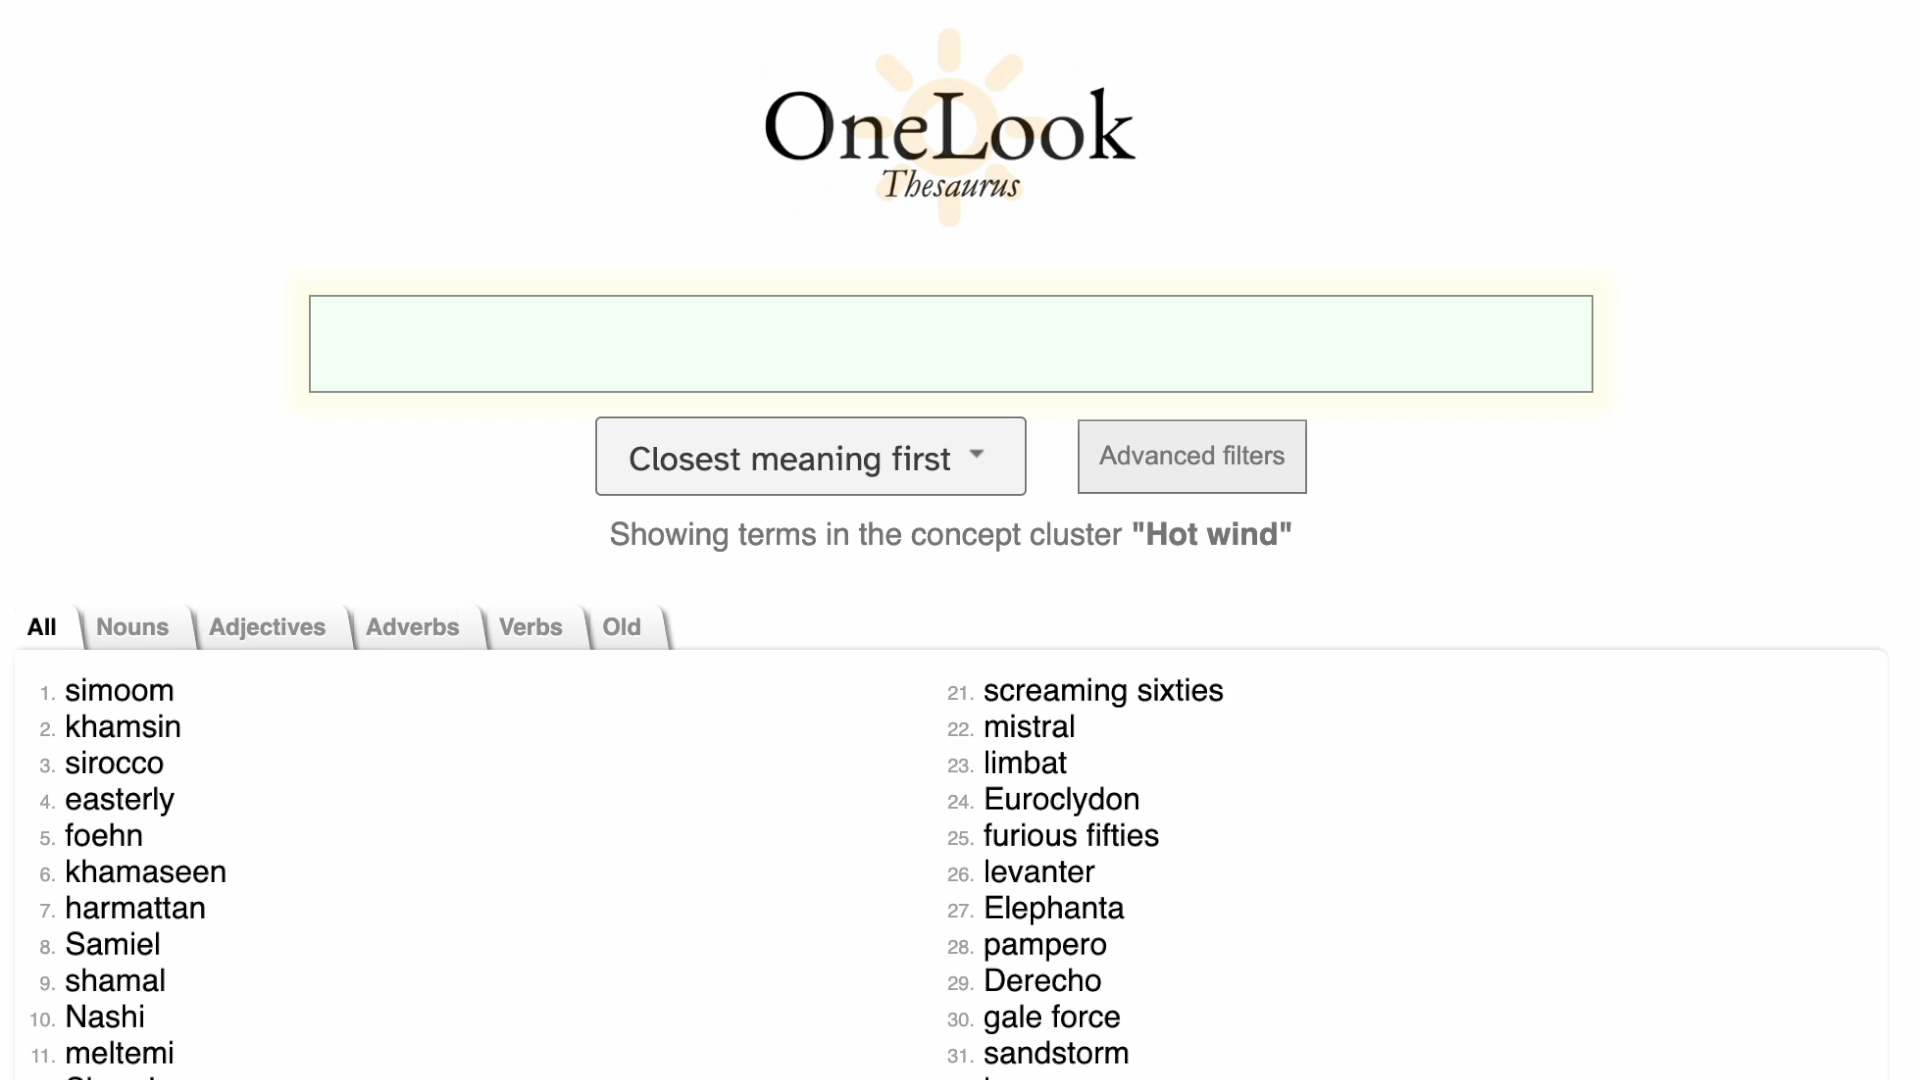 OneLook
Thesaurus
Closest meaning first
Advanced filters
Showing terms in the concept cluster "Hot wind"
All Nouns Adjectives Adverbs Verbs Old
1. simoom
2. khamsin
3. sirocco
4. easterly
5. foehn
6. khamaseen
7. harmattan
8. Samiel
9. shamal
10. Nashi
11. meltemi
21. screaming sixties
22. mistral
23. limbat
24. Euroclydon
25. furious fifties
26. levanter
27. Elephanta
28. pampero
29. Derecho
30. gale force
31. sandstorm